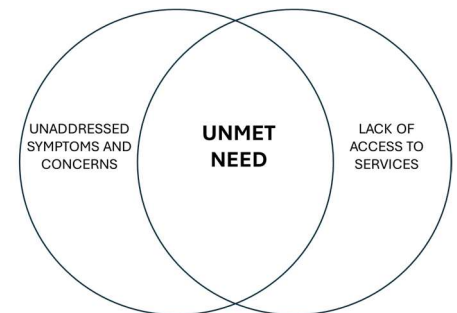 UNADDRESSED
SYMPTOMS AND
CONCERNS
UNMET
NEED
LACK OF
ACCESS TO
SERVICES